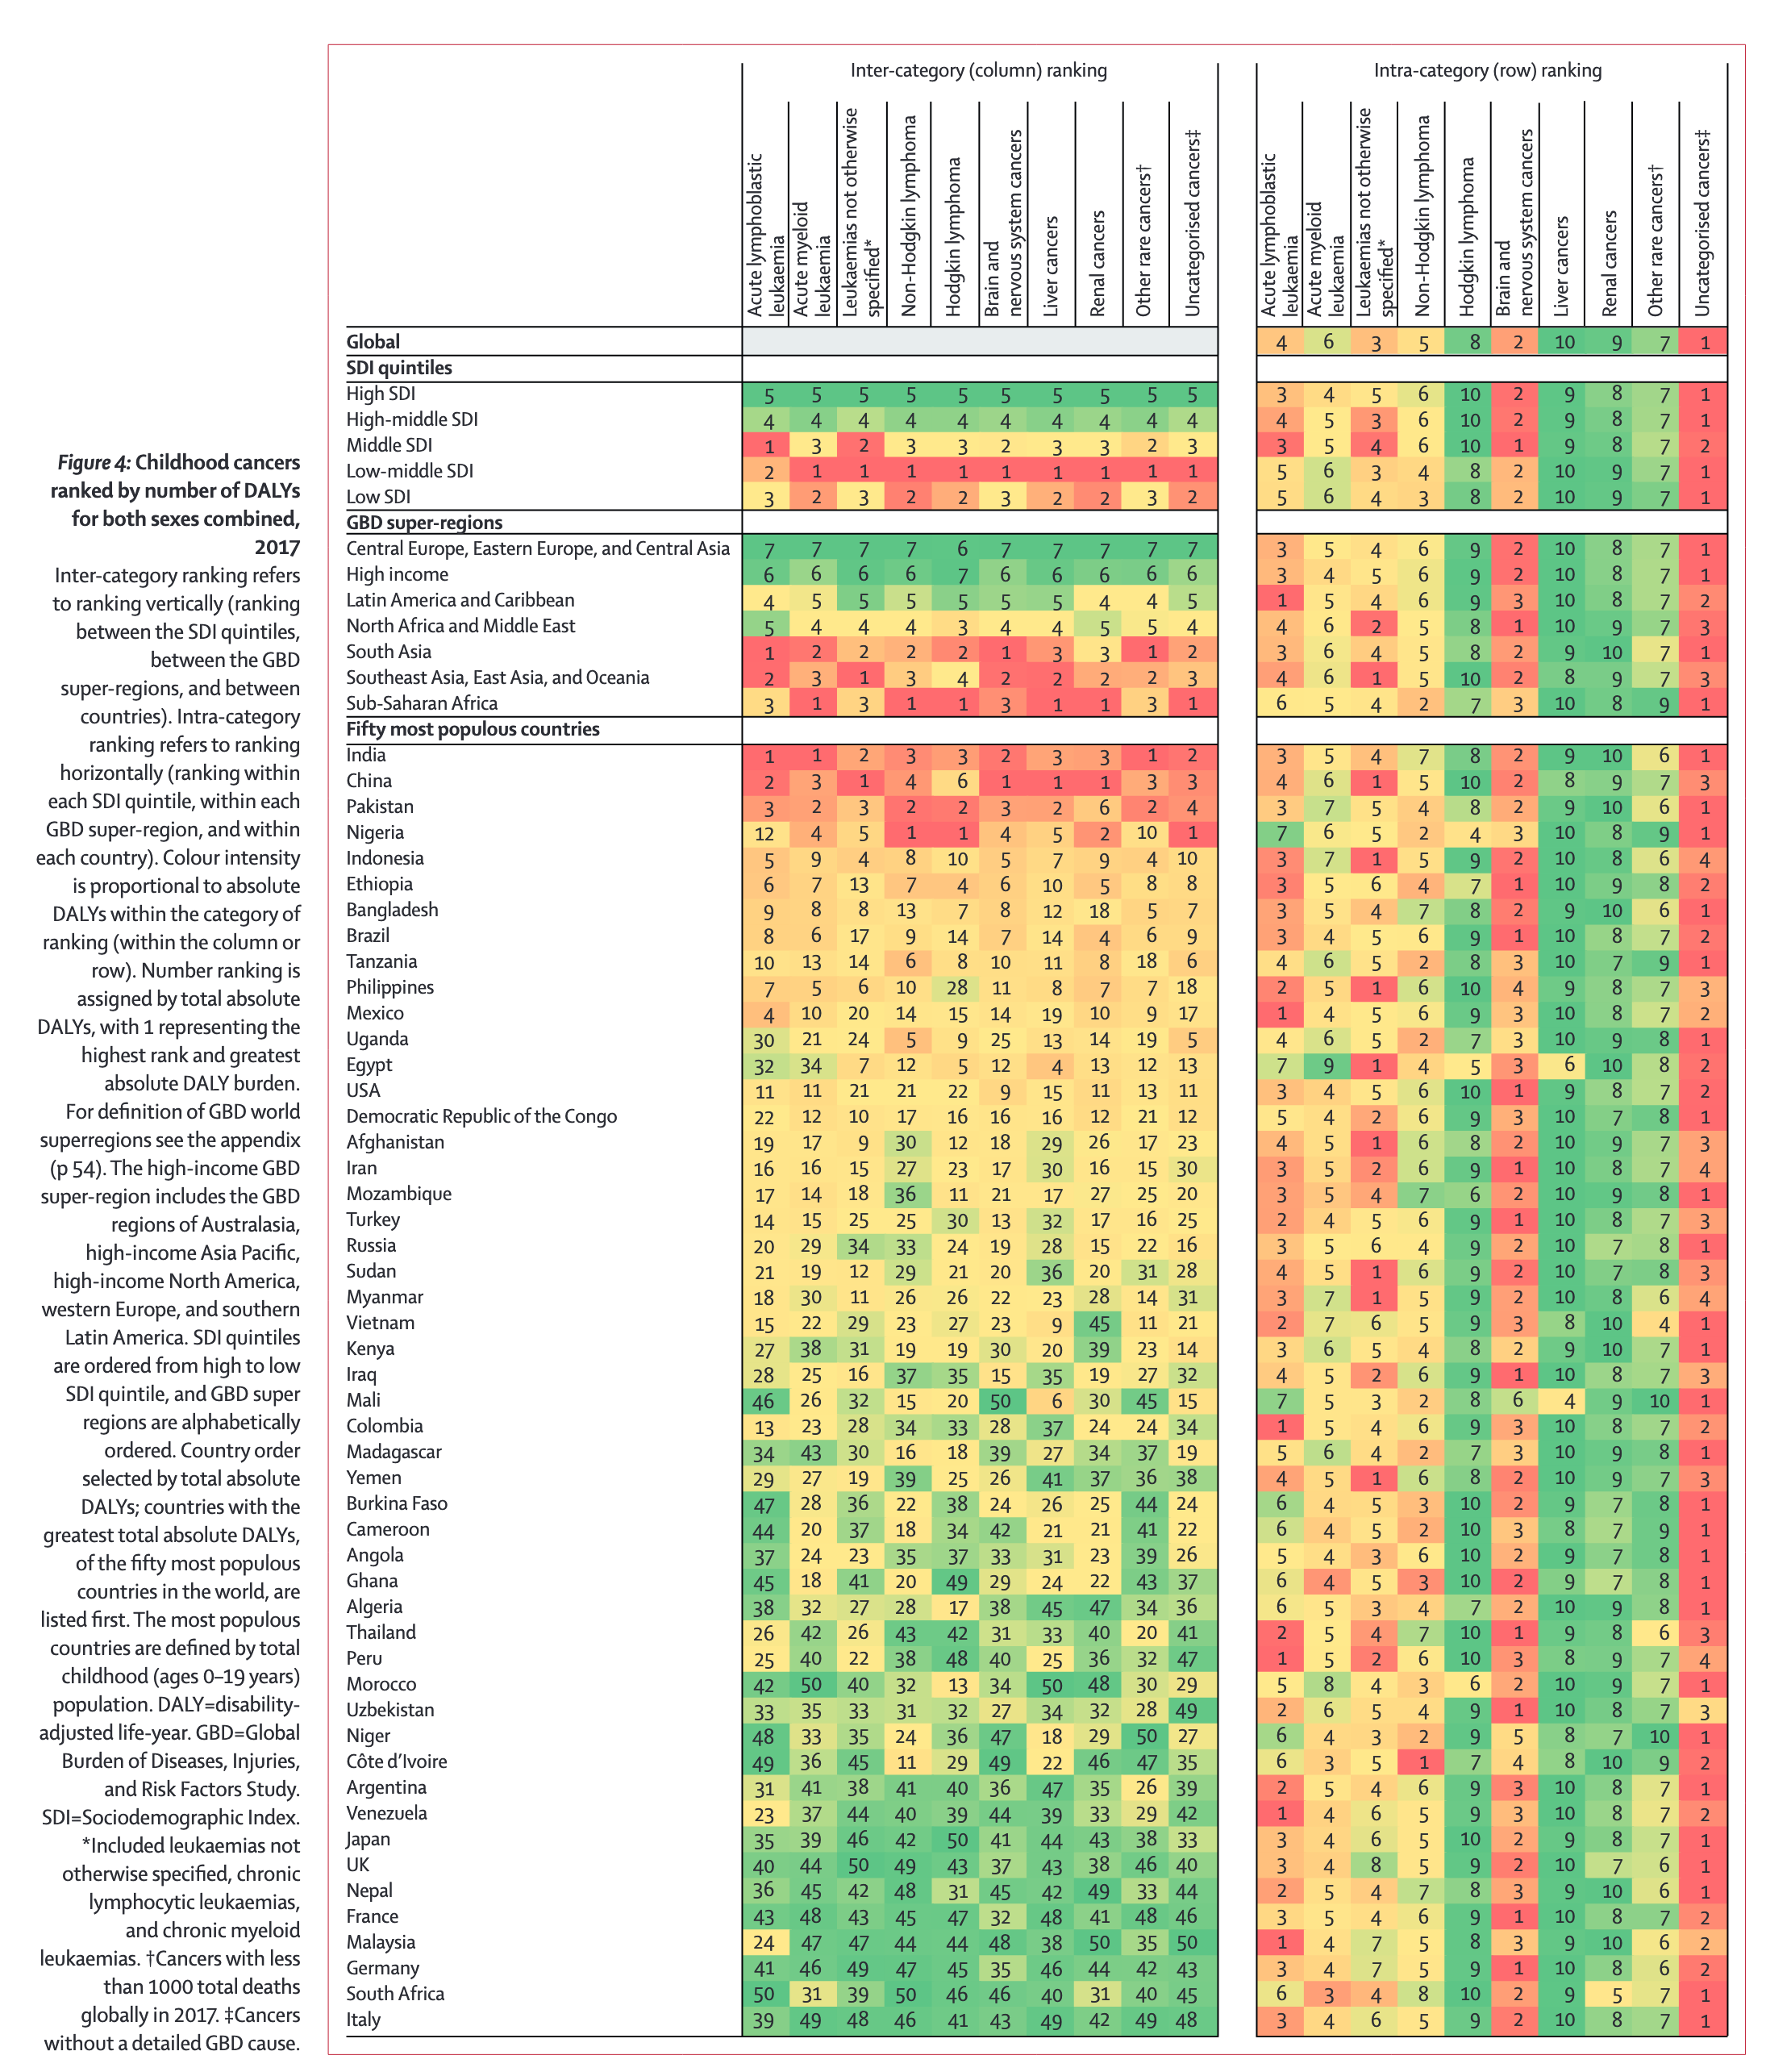 Figure 4: Childhood cancers
ranked by number of DALYs
for both sexes combined,
2017
Inter-category ranking refers
to ranking vertically (ranking
between the SDI quintiles,
between the GBD
super-regions, and between
countries). Intra-category
ranking refers to ranking
horizontally (ranking within
each SDI quintile, within each
GBD super-region, and within
each country). Colour intensity
is proportional to absolute
DALYs within the category of
ranking (within the column or
row). Number ranking is
assigned by total absolute
DALYs, with 1 representing the
highest rank and greatest
absolute DALY burden.
For definition of GBD world
superregions see the appendix
(p 54). The high-income GBD
super-region includes the GBD
regions of Australasia,
high-income Asia Pacific,
high-income North America,
western Europe, and southern
Latin America. SDI quintiles
are ordered from high to low
SDI quintile, and GBD super
regions are alphabetically
ordered. Country order
selected by total absolute
DALYs; countries with the
greatest total absolute DALYs,
of the fifty most populous
countries in the world, are
listed first. The most populous
countries are defined by total
childhood (ages 0–19 years)
population. DALY=disability-
adjusted life-year. GBD=Global
Burden of Diseases, Injuries,
and Risk Factors Study.
SDI=Sociodemographic Index.
*Included leukaemias not
otherwise specified, chronic
lymphocytic leukaemias,
and chronic myeloid
leukaemias. †Cancers with less
than 1000 total deaths
globally in 2017. ‡Cancers
without a detailed GBD cause.
Inter-category (column) ranking
Intra-category (row) ranking
Acute lymphoblastic
leukaemia
Acute myeloid
leukaemia
Leukaemias not otherwise
specified*
Non-Hodgkin lymphoma
Hodgkin lymphoma
Brain and
nervous system cancers
Liver cancers
Renal cancers
Other rare cancers†
Uncategorised cancers‡
Acute lymphoblastic
leukaemia
Acute myeloid
leukaemia
Leukaemias not otherwise
specified*
Non-Hodgkin lymphoma
Hodgkin lymphoma
Brain and
nervous system cancers
Liver cancers
Renal cancers
Other rare cancers†
Uncategorised cancers‡
Global 4 6 3 5 8 2 10 9 7 1
SDI quintiles
High SDI 5 5 5 5 5 5 5 5 5 5 3 4 5 6 10 2 9 8 7 1
High-middle SDI 4 4 4 4 4 4 4 4 4 4 4 5 3 6 10 2 9 8 7 1
Middle SDI 1 3 2 3 3 2 3 3 2 3 3 5 4 6 10 1 9 8 7 2
Low-middle SDI 2 1 1 1 1 1 1 1 1 1 5 6 3 4 8 2 10 9 7 1
Low SDI 3 2 3 2 2 3 2 2 3 2 5 6 4 3 8 2 10 9 7 1
GBD super-regions
Central Europe, Eastern Europe, and Central Asia 7 7 7 7 6 7 7 7 7 7 3 5 4 6 9 2 10 8 7 1
High income 6 6 6 6 7 6 6 6 6 6 3 4 5 6 9 2 10 8 7 1
Latin America and Caribbean 4 5 5 5 5 5 5 4 4 5 1 5 4 6 9 3 10 8 7 2
North Africa and Middle East 5 4 4 4 3 4 4 5 5 4 4 6 2 5 8 1 10 9 7 3
South Asia 1 2 2 2 2 1 3 3 1 2 3 6 4 5 8 2 9 10 7 1
Southeast Asia, East Asia, and Oceania 2 3 1 3 4 2 2 2 2 3 4 6 1 5 10 2 8 9 7 3
Sub-Saharan Africa 3 1 3 1 1 3 1 1 3 1 6 5 4 2 7 3 10 8 9 1
Fifty most populous countries
India 1 1 2 3 3 2 3 3 1 2 3 5 4 7 8 2 9 10 6 1
China 2 3 1 4 6 1 1 1 3 3 4 6 1 5 10 2 8 9 7 3
Pakistan 3 2 3 2 2 3 2 6 2 4 3 7 5 4 8 2 9 10 6 1
Nigeria 12 4 5 1 1 4 5 2 10 1 7 6 5 2 4 3 10 8 9 1
Indonesia 5 9 4 8 10 5 7 9 4 10 3 7 1 5 9 2 10 8 6 4
Ethiopia 6 7 13 7 4 6 10 5 8 8 3 5 6 4 7 1 10 9 8 2
Bangladesh 9 8 8 13 7 8 12 18 5 7 3 5 4 7 8 2 9 10 6 1
Brazil 8 6 17 9 14 7 14 4 6 9 3 4 5 6 9 1 10 8 7 2
Tanzania 10 13 14 6 8 10 11 8 18 6 4 6 5 2 8 3 10 7 9 1
Philippines 7 5 6 10 28 11 8 7 7 18 2 5 1 6 10 4 9 8 7 3
Mexico 4 10 20 14 15 14 19 10 9 17 1 4 5 6 9 3 10 8 7 2
Uganda 30 21 24 5 9 25 13 14 19 5 4 6 5 2 7 3 10 9 8 1
Egypt 32 34 7 12 5 12 4 13 12 13 7 9 1 4 5 3 6 10 8 2
USA 11 11 21 21 22 9 15 11 13 11 3 4 5 6 10 1 9 8 7 2
Democratic Republic of the Congo 22 12 10 17 16 16 16 12 21 12 5 4 2 6 9 3 10 7 8 1
Afghanistan 19 17 9 30 12 18 29 26 17 23 4 5 1 6 8 2 10 9 7 3
Iran 16 16 15 27 23 17 30 16 15 30 3 5 2 6 9 1 10 8 7 4
Mozambique 17 14 18 36 11 21 17 27 25 20 3 5 4 7 6 2 10 9 8 1
Turkey 14 15 25 25 30 13 32 17 16 25 2 4 5 6 9 1 10 8 7 3
Russia 20 29 34 33 24 19 28 15 22 16 3 5 6 4 9 2 10 7 8 1
Sudan 21 19 12 29 21 20 36 20 31 28 4 5 1 6 9 2 10 7 8 3
Myanmar 18 30 11 26 26 22 23 28 14 31 3 7 1 5 9 2 10 8 6 4
Vietnam 15 22 29 23 27 23 9 45 11 21 2 7 6 5 9 3 8 10 4 1
Kenya 27 38 31 19 19 30 20 39 23 14 3 6 5 4 8 2 9 10 7 1
Iraq 28 25 16 37 35 15 35 19 27 32 4 5 2 6 9 1 10 8 7 3
Mali 46 26 32 15 20 50 6 30 45 15 7 5 3 2 8 6 4 9 10 1
Colombia 13 23 28 34 33 28 37 24 24 34 1 5 4 6 9 3 10 8 7 2
Madagascar 34 43 30 16 18 39 27 34 37 19 5 6 4 2 7 3 10 9 8 1
Yemen 29 27 19 39 25 26 41 37 36 38 4 5 1 6 8 2 10 9 7 3
Burkina Faso 47 28 36 22 38 24 26 25 44 24 6 4 5 3 10 2 9 7 8 1
Cameroon 44 20 37 18 34 42 21 21 41 22 6 4 5 2 10 3 8 7 9 1
Angola 37 24 23 35 37 33 31 23 39 26 5 4 3 6 10 2 9 7 8 1
Ghana 45 18 41 20 49 29 24 22 43 37 6 4 5 3 10 2 9 7 8 1
Algeria 38 32 27 28 17 38 45 47 34 36 6 5 3 4 7 2 10 9 8 1
Thailand 26 42 26 43 42 31 33 40 20 41 2 5 4 7 10 1 9 8 6 3
Peru 25 40 22 38 48 40 25 36 32 47 1 5 2 6 10 3 8 9 7 4
Morocco 42 50 40 32 13 34 50 48 30 29 5 8 4 3 6 2 10 9 7 1
Uzbekistan 33 35 33 31 32 27 34 32 28 49 2 6 5 4 9 1 10 8 7 3
Niger 48 33 35 24 36 47 18 29 50 27 6 4 3 2 9 5 8 7 10 1
Côte d’Ivoire 49 36 45 11 29 49 22 46 47 35 6 3 5 1 7 4 8 10 9 2
Argentina 31 41 38 41 40 36 47 35 26 39 2 5 4 6 9 3 10 8 7 1
Venezuela 23 37 44 40 39 44 39 33 29 42 1 4 6 5 9 3 10 8 7 2
Japan 35 39 46 42 50 41 44 43 38 33 3 4 6 5 10 2 9 8 7 1
UK 40 44 50 49 43 37 43 38 46 40 3 4 8 5 9 2 10 7 6 1
Nepal 36 45 42 48 31 45 42 49 33 44 2 5 4 7 8 3 9 10 6 1
France 43 48 43 45 47 32 48 41 48 46 3 5 4 6 9 1 10 8 7 2
Malaysia 24 47 47 44 44 48 38 50 35 50 1 4 7 5 8 3 9 10 6 2
Germany 41 46 49 47 45 35 46 44 42 43 3 4 7 5 9 1 10 8 6 2
South Africa 50 31 39 50 46 46 40 31 40 45 6 3 4 8 10 2 9 5 7 1
Italy 39 49 48 46 41 43 49 42 49 48 3 4 6 5 9 2 10 8 7 1